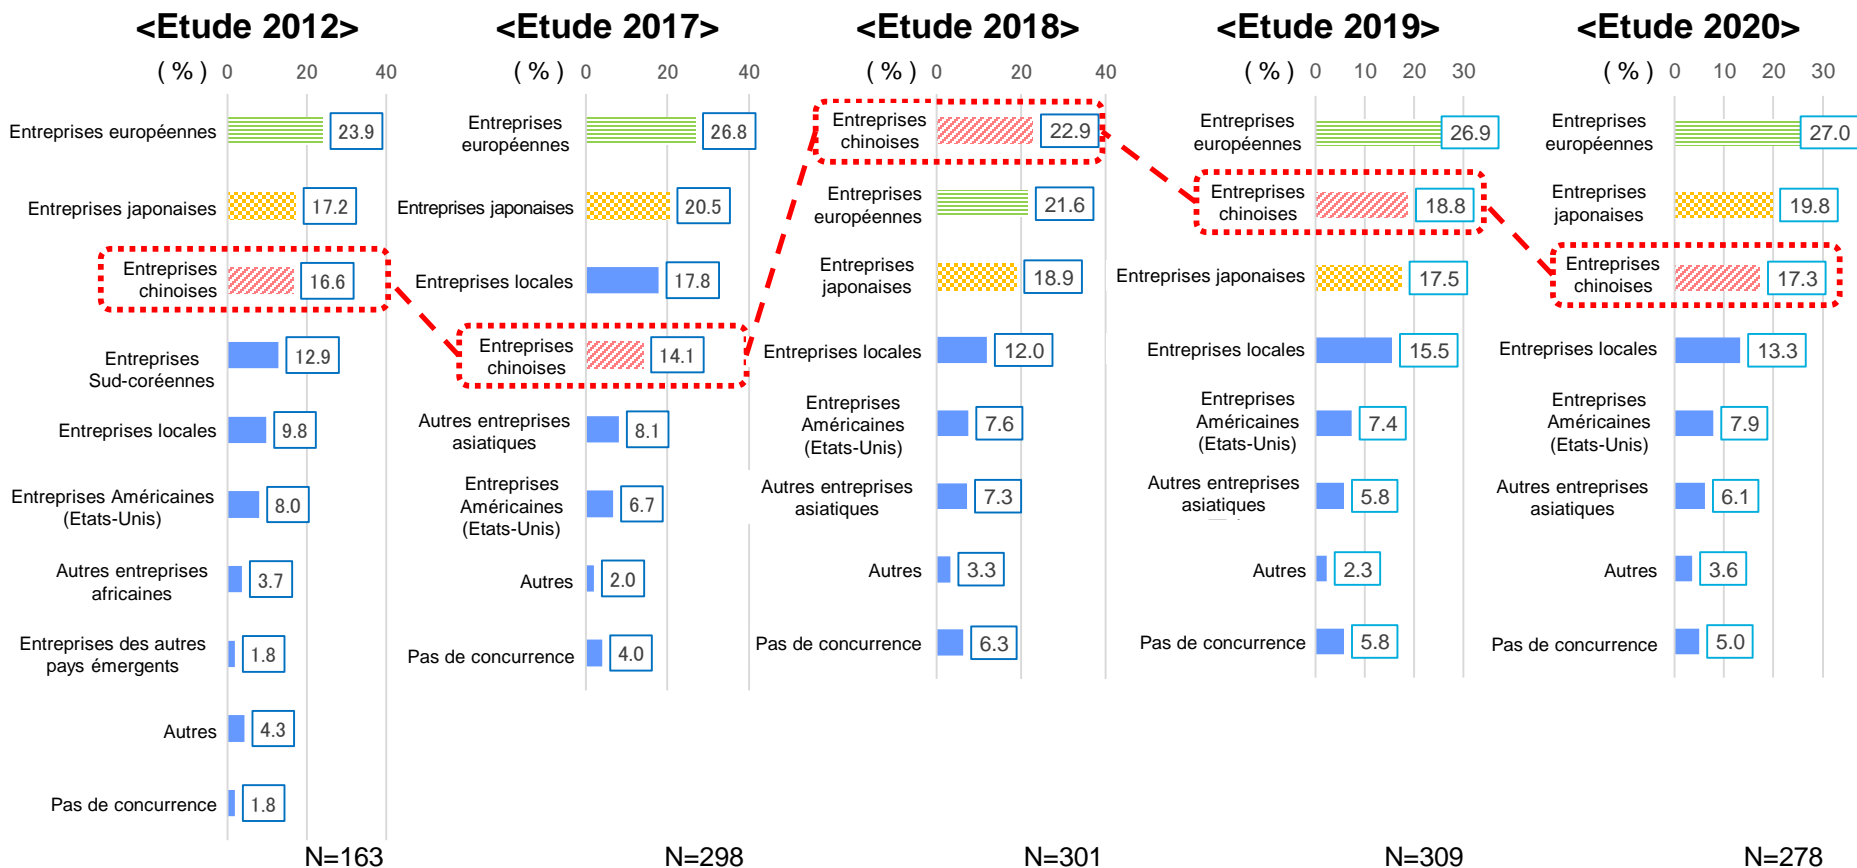 <Etude 2012>
( % ) 0 20 40
Entreprises européennes 23.9
Entreprises japonaises 17.2
Entreprises
chinoises 16.6
Entreprises
Sud-coréennes 12.9
Entreprises locales 9.8
Entreprises Américaines
(Etats-Unis) 8.0
Autres entreprises
africaines 3.7
Entreprises des autres
pays émergents 1.8
Autres 4.3
Pas de concurrence 1.8
N=163
<Etude 2017>
( % ) 0 20 40
Entreprises
européennes 26.8
Entreprises japonaises 20.5
Entreprises locales 17.8
Entreprises
chinoises 14.1
Autres entreprises
asiatiques 8.1
Entreprises
Américaines
(Etats-Unis) 6.7
Autres 2.0
Pas de concurrence 4.0
N=298
<Etude 2018>
( % ) 0 20 40
Entreprises
chinoises 22.9
Entreprises
européennes 21.6
Entreprises
japonaises 18.9
Entreprises locales 12.0
Entreprises
Américaines
(Etats-Unis) 7.6
Autres entreprises
asiatiques 7.3
Autres 3.3
Pas de concurrence 6.3
N=301
<Etude 2019>
( % ) 0 10 20 30
Entreprises
européennes 26.9
Entreprises
chinoises 18.8
Entreprises japonaises 17.5
Entreprises locales 15.5
Entreprises
Américaines
(Etats-Unis) 7.4
Autres entreprises
asiatiques 5.8
Autres 2.3
Pas de concurrence 5.8
N=309
<Etude 2020>
( % ) 0 10 20 30
Entreprises
européennes 27.0
Entreprises
japonaises 19.8
Entreprises
chinoises 17.3
Entreprises locales 13.3
Entreprises
Américaines
(Etats-Unis) 7.9
Autres entreprises
asiatiques 6.1
Autres 3.6
Pas de concurrence 5.0
N=278